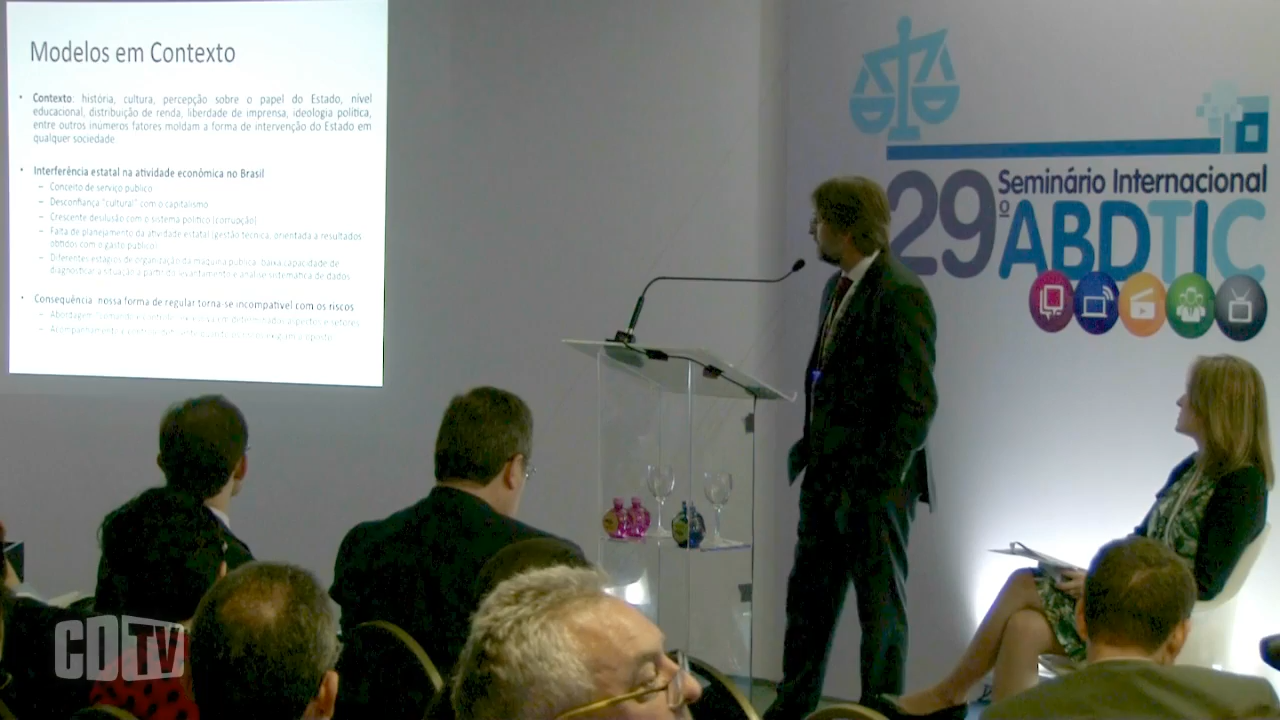 Modelos em Contexto
• Contexto: história, cultura, percepção sobre o papel do Estado, nível
educacional, distribuição de renda, liberdade de imprensa, ideologia política,
entre outros inúmeros fatores moldam a forma de intervenção do Estado em
qualquer sociedade.
• Interferência estatal na atividade econômica no Brasil
– Conceito de serviço público
– Desconfiança "cultural" com o capitalismo
– Crescente desilusão com o sistema político (corrupção)
– Falta de planejamento da atividade estatal (gestão técnica, orientada a resultados
obtidos com o gasto público)
– Diferentes estágios de organização da máquina pública: baixa capacidade de
diagnosticar a situação a partir do levantamento e análise sistemática de dados
• Consequência: nossa forma de regular torna-se incompatível com os riscos
– Abordagem
– Acompanhamento
29º
Seminário Internacional
ABDTIC
CDTV